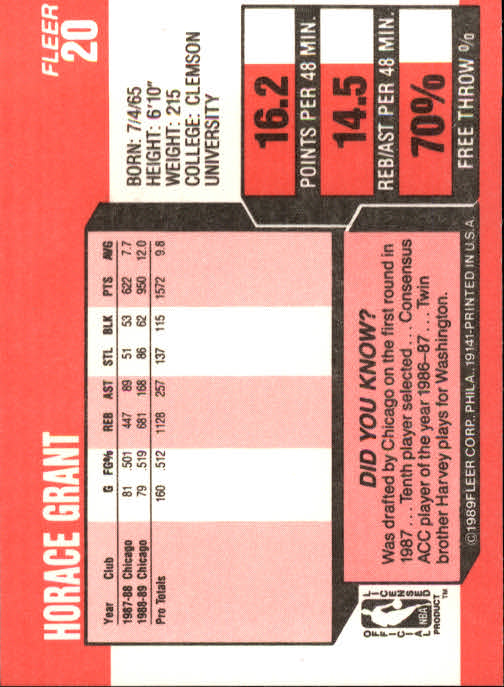 HORACE GRANT
FLEER
20
Year Club G FG% REB AST STL BLK PTS AVG
1987-88 Chicago 81 .501 447 89 51 53 622 7.7
1988-89 Chicago 79 .519 681 168 86 62 950 12.0
Pro Totals 160 .512 1128 257 137 115 1572 9.8
BORN: 7/4/65
HEIGHT: 6'10"
WEIGHT: 215
COLLEGE: CLEMSON
UNIVERSITY
OFFICIAL
LICENSED
NBA
PRODUCT™
DID YOU KNOW?
Was drafted by Chicago on the first round in
1987 . . . Tenth player selected . . . Consensus
ACC player of the year 1986–87 . . . Twin
brother Harvey plays for Washington.
16.2
POINTS PER 48 MIN.
14.5
REB/AST PER 48 MIN.
70%
FREE THROW %
©1989 FLEER CORP., PHILA., 19141-PRINTED IN U.S.A.